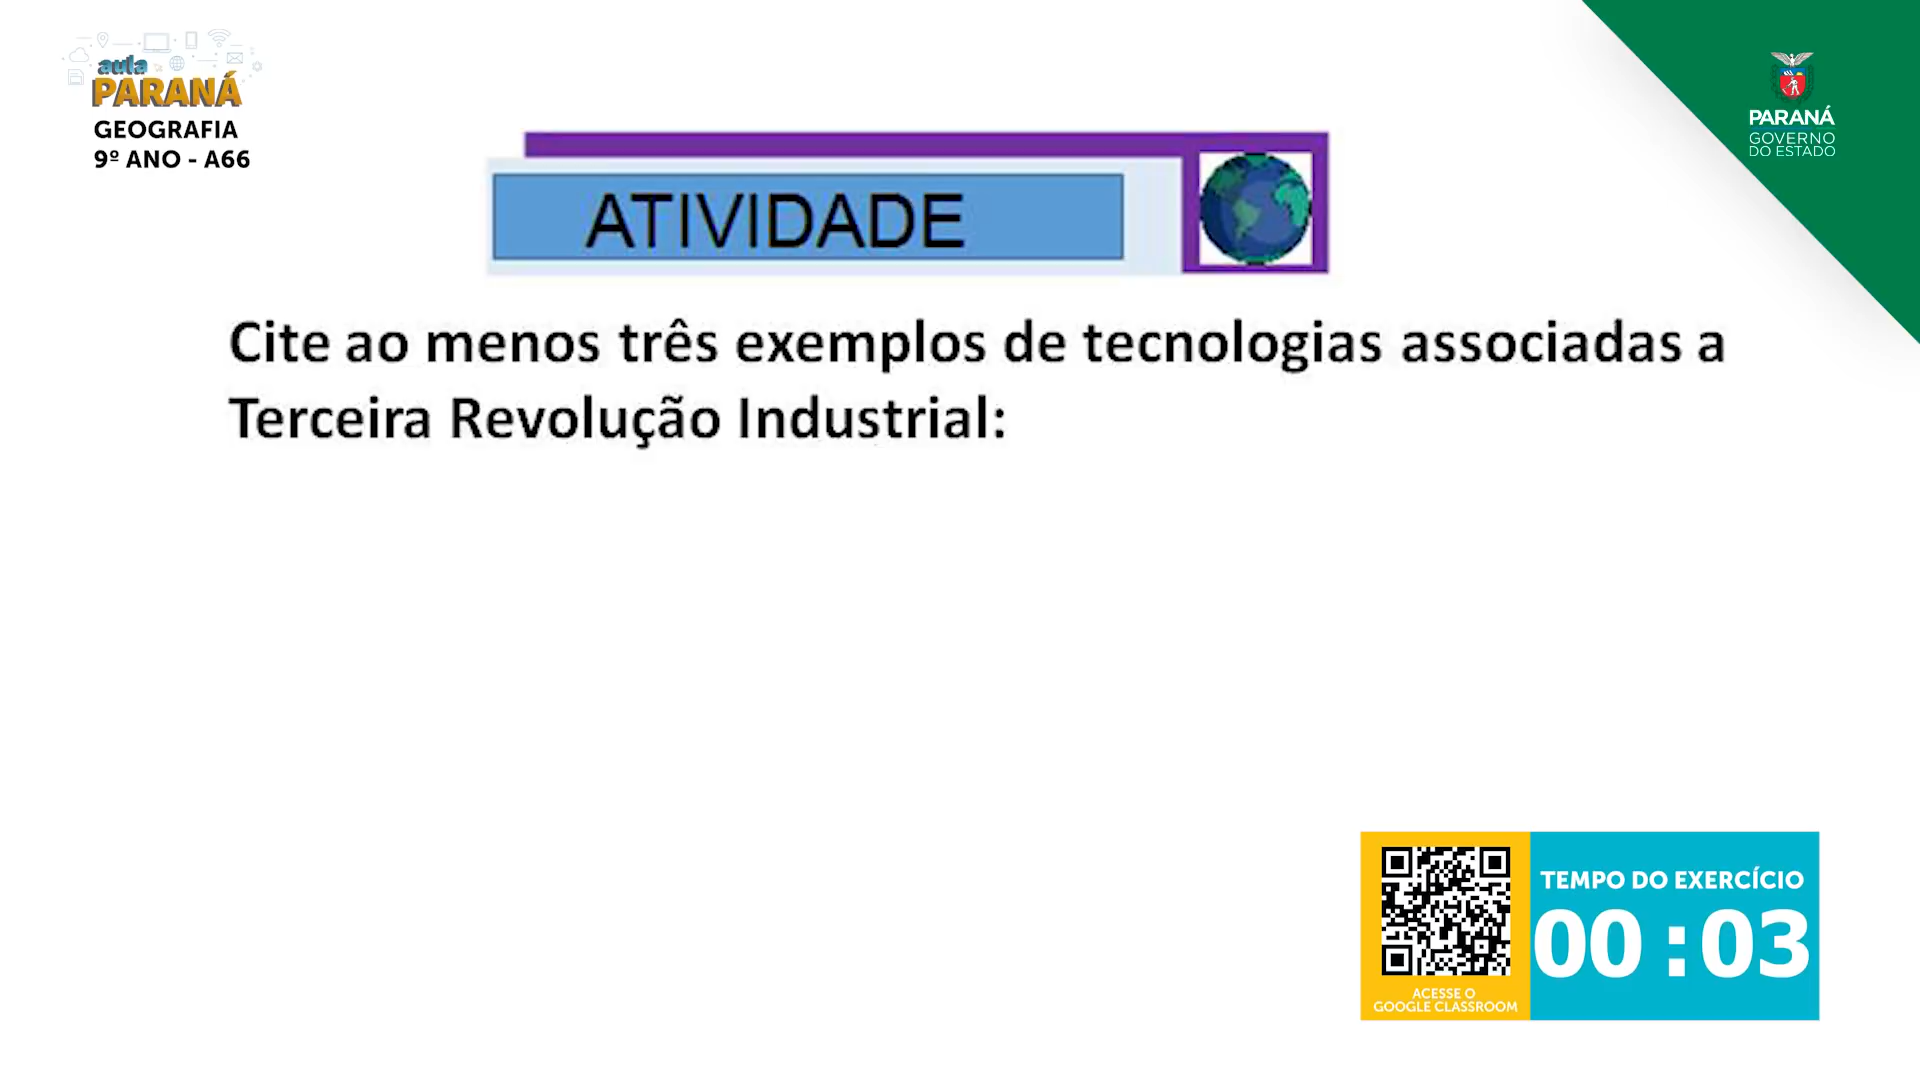 aula
PARANÁ
GEOGRAFIA
9º ANO - A66
PARANÁ
GOVERNO
DO ESTADO
ATIVIDADE
Cite ao menos três exemplos de tecnologias associadas a
Terceira Revolução Industrial:
TEMPO DO EXERCÍCIO
00:03
ACESSE O
GOOGLE CLASSROOM